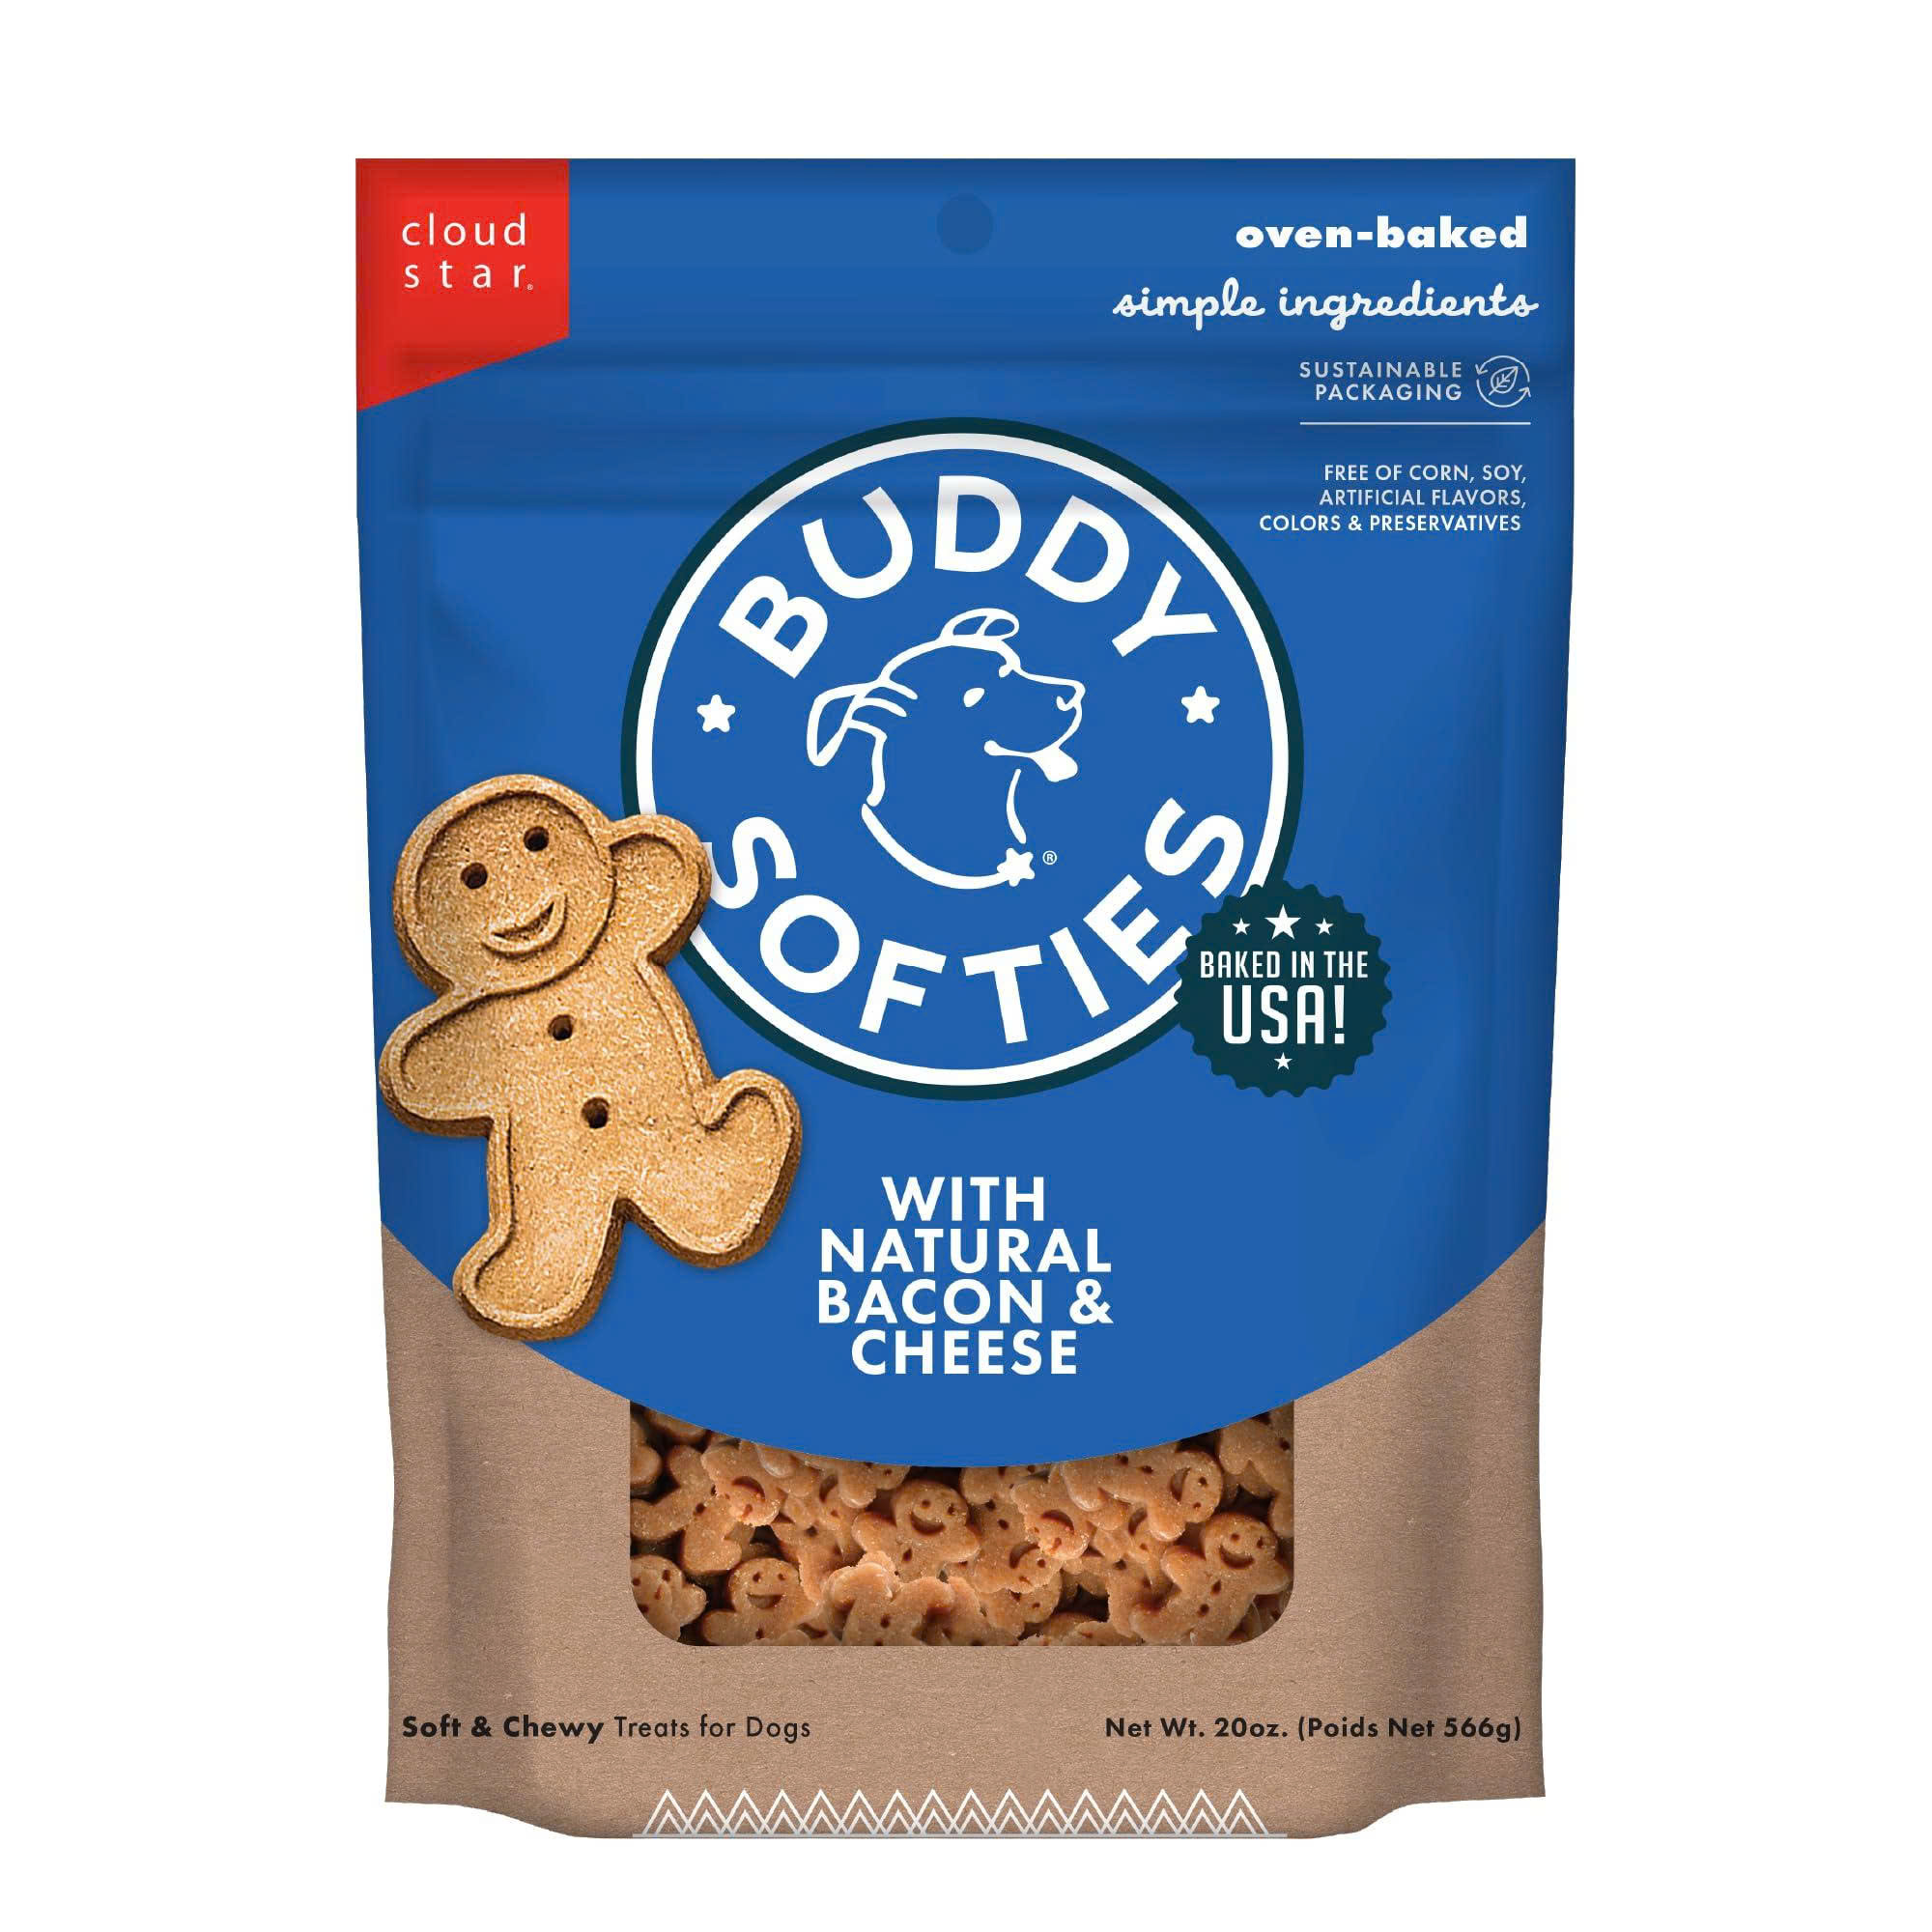 cloud
star®
oven-baked
simple ingredients
SUSTAINABLE
PACKAGING
FREE OF CORN, SOY,
ARTIFICIAL FLAVORS,
COLORS & PRESERVATIVES
BUDDY
SOFTIES
®
BAKED IN THE
USA!
WITH
NATURAL
BACON &
CHEESE
Soft & Chewy Treats for Dogs
Net Wt. 20oz. (Poids Net 566g)